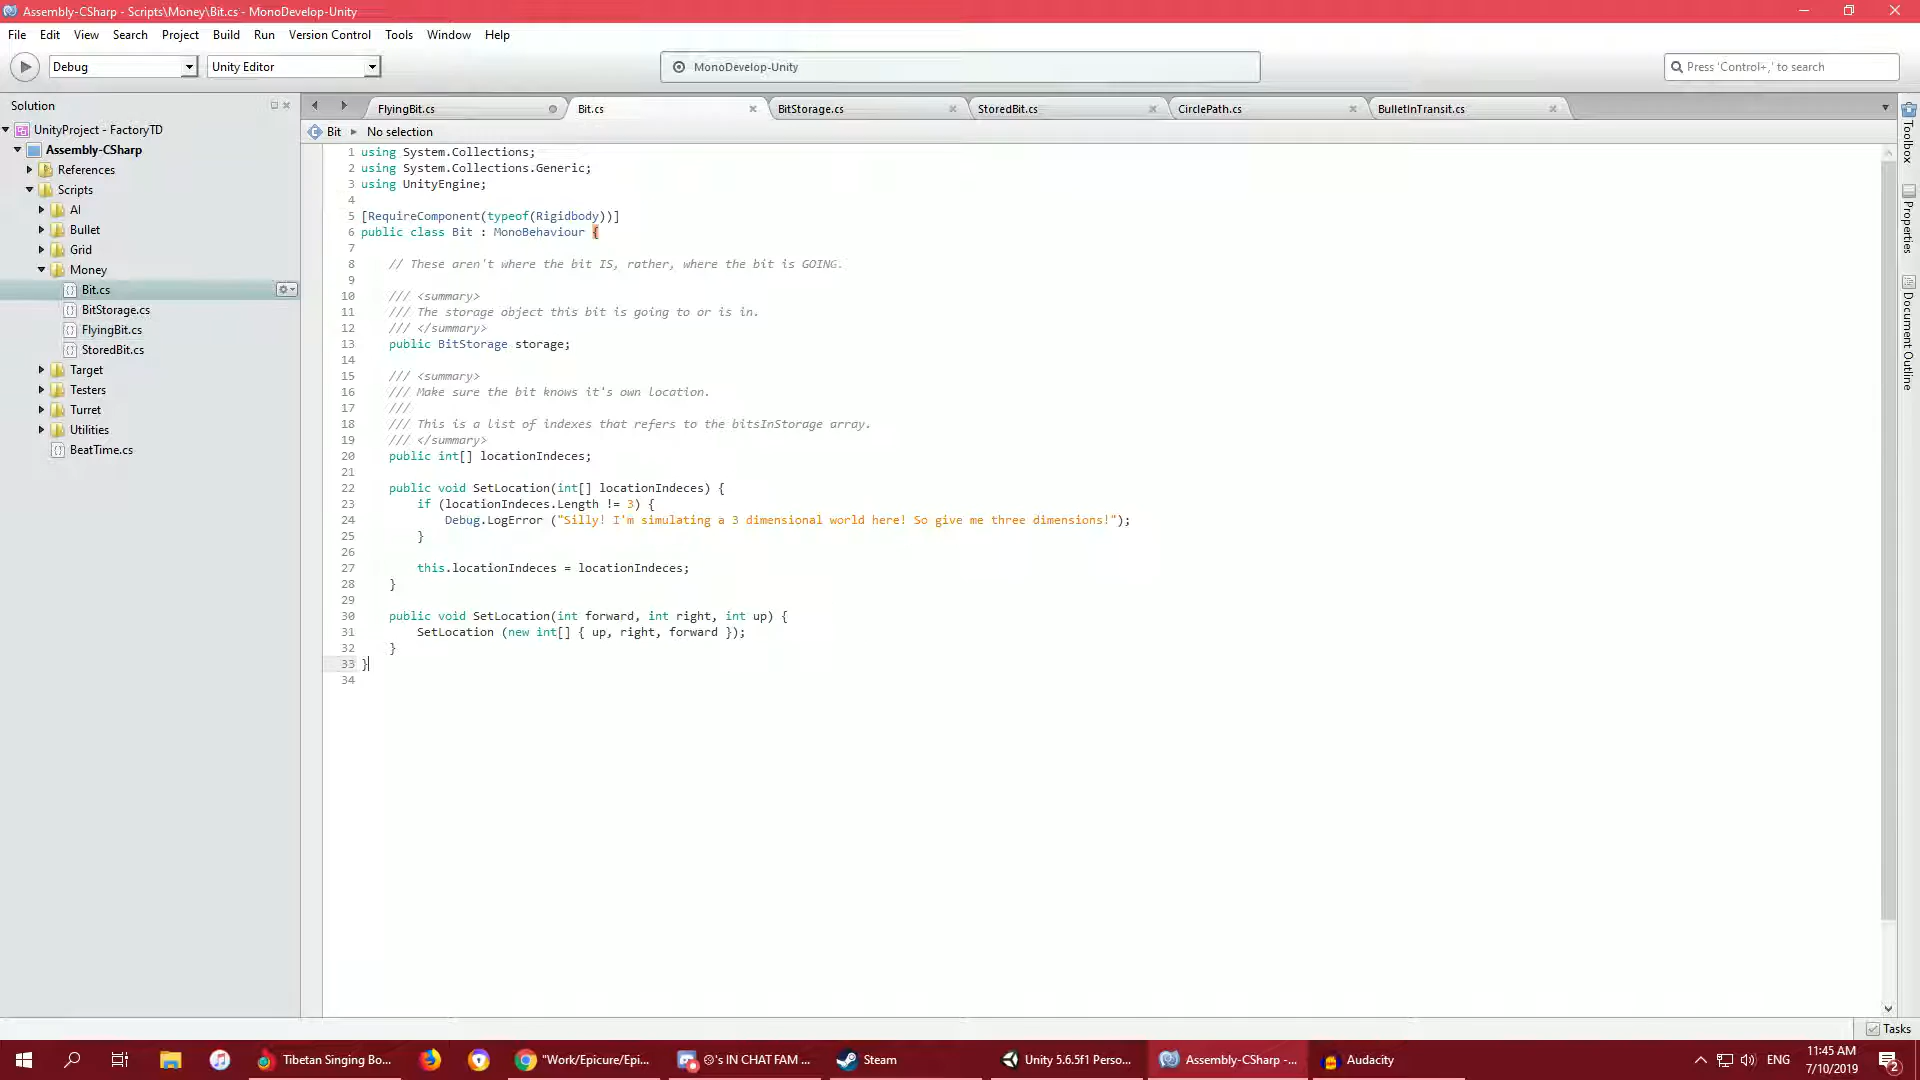 Assembly-CSharp - Scripts\Money\Bit.cs - MonoDevelop-Unity
File Edit View Search Project Build Run Version Control Tools Window Help
Debug Unity Editor MonoDevelop-Unity Press 'Control+,' to search
Solution
UnityProject - FactoryTD
Assembly-CSharp
References
Scripts
AI
Bullet
Grid
Money
Bit.cs
BitStorage.cs
FlyingBit.cs
StoredBit.cs
Target
Testers
Turret
Utilities
BeatTime.cs
FlyingBit.cs Bit.cs BitStorage.cs StoredBit.cs CirclePath.cs BulletInTransit.cs
Bit No selection
1 using System.Collections;
2 using System.Collections.Generic;
3 using UnityEngine;
4
5 [RequireComponent(typeof(Rigidbody))]
6 public class Bit : MonoBehaviour {
7
8 // These aren't where the bit IS, rather, where the bit is GOING.
9
10 /// <summary>
11 /// The storage object this bit is going to or is in.
12 /// </summary>
13 public BitStorage storage;
14
15 /// <summary>
16 /// Make sure the bit knows it's own location.
17 ///
18 /// This is a list of indexes that refers to the bitsInStorage array.
19 /// </summary>
20 public int[] locationIndeces;
21
22 public void SetLocation(int[] locationIndeces) {
23 if (locationIndeces.Length != 3) {
24 Debug.LogError ("Silly! I'm simulating a 3 dimensional world here! So give me three dimensions!");
25 }
26
27 this.locationIndeces = locationIndeces;
28 }
29
30 public void SetLocation(int forward, int right, int up) {
31 SetLocation (new int[] { up, right, forward });
32 }
33 }
34
Toolbox
Properties
Document Outline
Tasks
Tibetan Singing Bo... "Work/Epicure/Epi... 's IN CHAT FAM ... Steam Unity 5.6.5f1 Perso... Assembly-CSharp -... Audacity
ENG
11:45 AM
7/10/2019
2